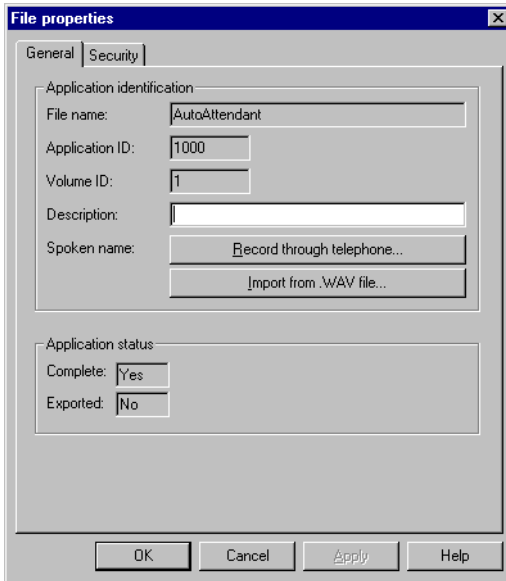 File properties
General Security
Application identification
File name: AutoAttendant
Application ID: 1000
Volume ID: 1
Description:
Spoken name: Record through telephone...
Import from .WAV file...
Application status
Complete: Yes
Exported: No
OK Cancel Apply Help